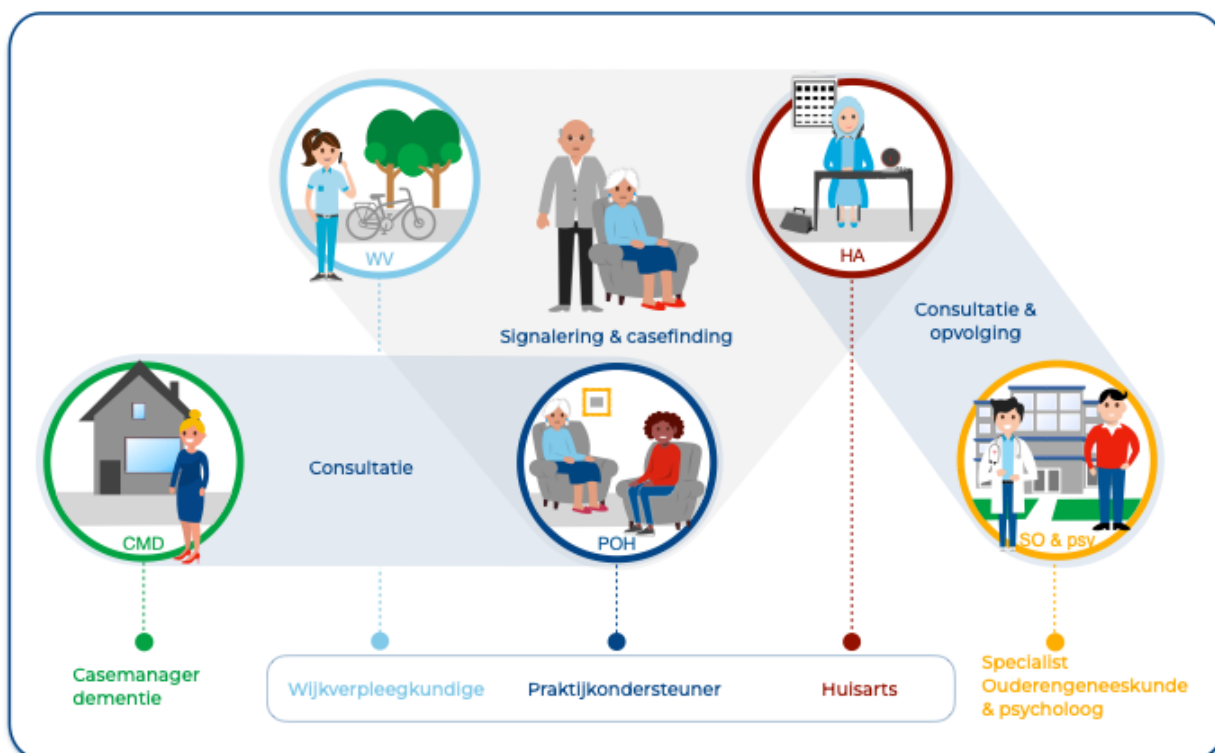 WV
HA
Signalering & casefinding
Consultatie &
opvolging
Consultatie
CMD
POH
SO & psy
Casemanager
dementie
Wijkverpleegkundige
Praktijkondersteuner
Huisarts
Specialist
Ouderengeneeskunde
& psycholoog